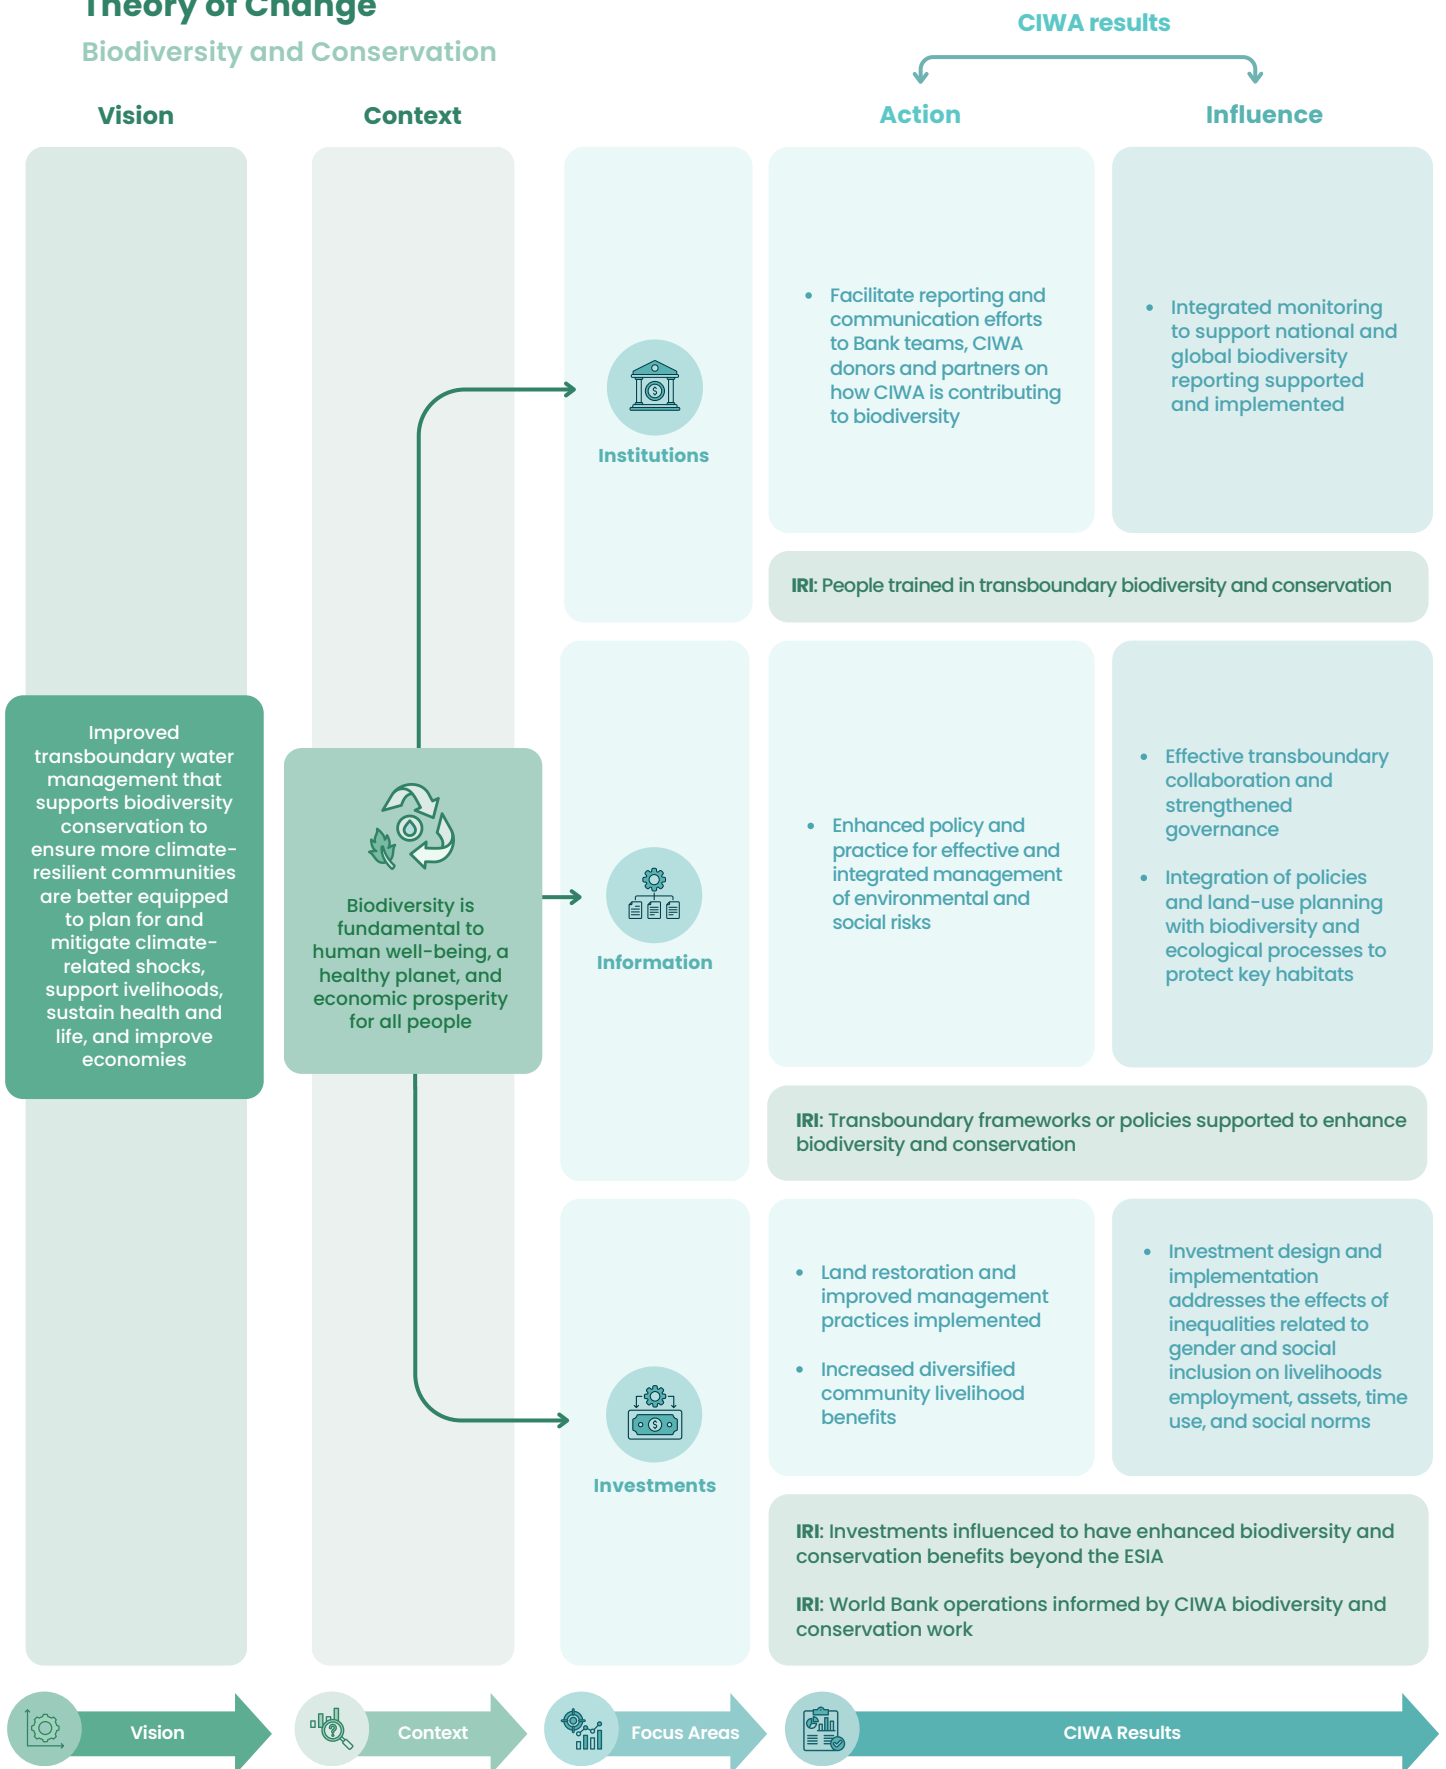 Theory of Change
Biodiversity and Conservation
CIWA results
Vision
Context
Action
Influence
Improved
transboundary water
management that
supports biodiversity
conservation to
ensure more climate-
resilient communities
are better equipped
to plan for and
mitigate climate-
related shocks,
support ivelihoods,
sustain health and
life, and improve
economies
Biodiversity is
fundamental to
human well-being, a
healthy planet, and
economic prosperity
for all people
Institutions
• Facilitate reporting and
communication efforts
to Bank teams, CIWA
donors and partners on
how CIWA is contributing
to biodiversity
• Integrated monitoring
to support national and
global biodiversity
reporting supported
and implemented
IRI: People trained in transboundary biodiversity and conservation
Information
• Enhanced policy and
practice for effective and
integrated management
of environmental and
social risks
• Effective transboundary
collaboration and
strengthened
governance
• Integration of policies
and land-use planning
with biodiversity and
ecological processes to
protect key habitats
IRI: Transboundary frameworks or policies supported to enhance
biodiversity and conservation
Investments
• Land restoration and
improved management
practices implemented
• Increased diversified
community livelihood
benefits
• Investment design and
implementation
addresses the effects of
inequalities related to
gender and social
inclusion on livelihoods
employment, assets, time
use, and social norms
IRI: Investments influenced to have enhanced biodiversity and
conservation benefits beyond the ESIA
IRI: World Bank operations informed by CIWA biodiversity and
conservation work
Vision
Context
Focus Areas
CIWA Results